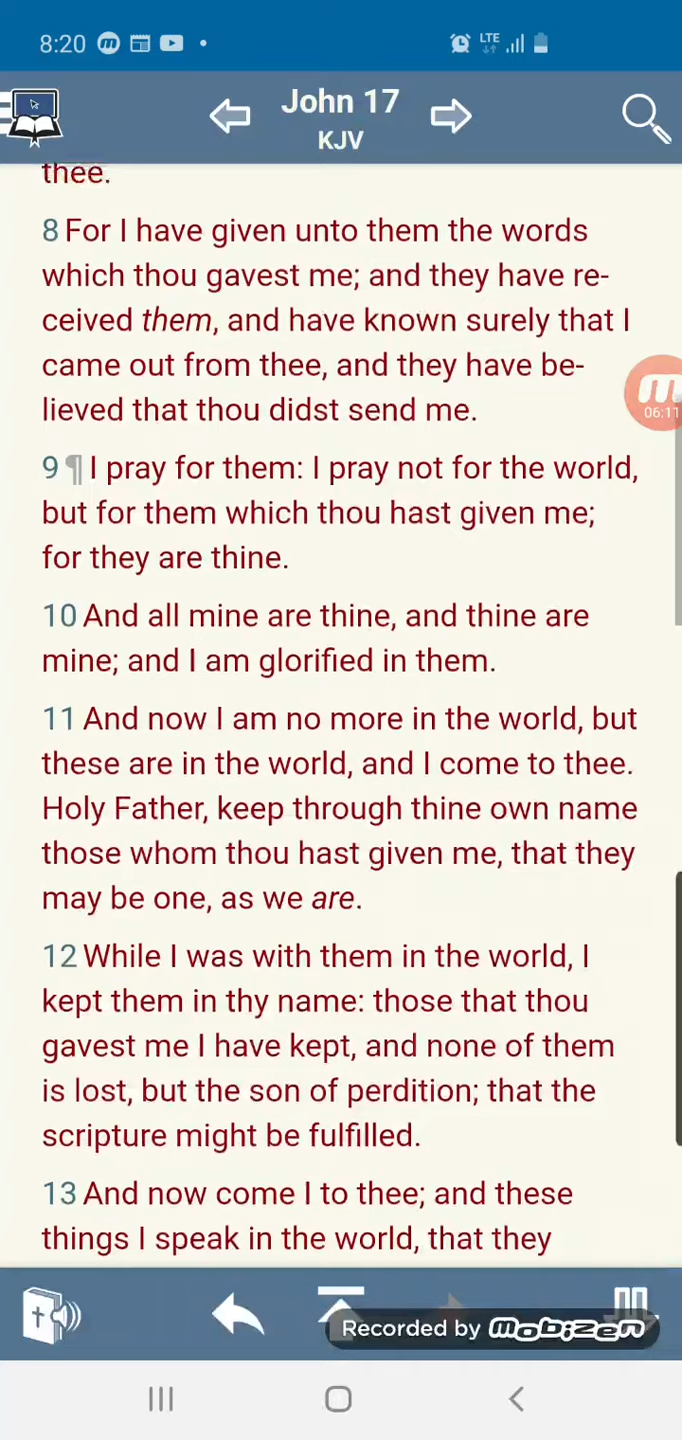 8:20
LTE
John 17
KJV
thee.
8 For I have given unto them the words
which thou gavest me; and they have re-
ceived them, and have known surely that I
came out from thee, and they have be-
lieved that thou didst send me.
06:11
9 ¶ I pray for them: I pray not for the world,
but for them which thou hast given me;
for they are thine.
10 And all mine are thine, and thine are
mine; and I am glorified in them.
11 And now I am no more in the world, but
these are in the world, and I come to thee.
Holy Father, keep through thine own name
those whom thou hast given me, that they
may be one, as we are.
12 While I was with them in the world, I
kept them in thy name: those that thou
gavest me I have kept, and none of them
is lost, but the son of perdition; that the
scripture might be fulfilled.
13 And now come I to thee; and these
things I speak in the world, that they
Recorded by mobizen